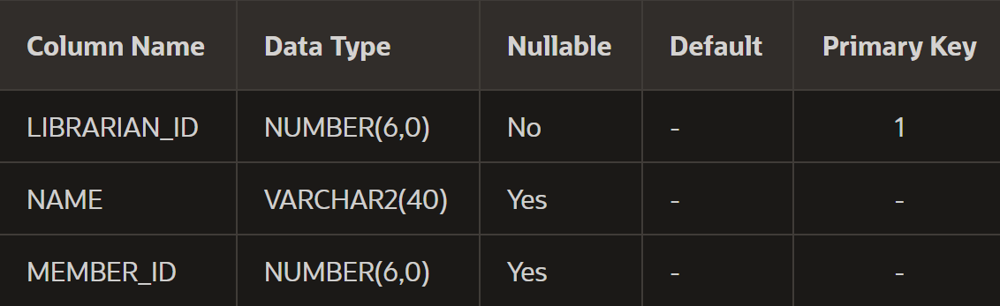 Column Name Data Type Nullable Default Primary Key
LIBRARIAN_ID NUMBER(6,0) No - 1
NAME VARCHAR2(40) Yes - -
MEMBER_ID NUMBER(6,0) Yes - -